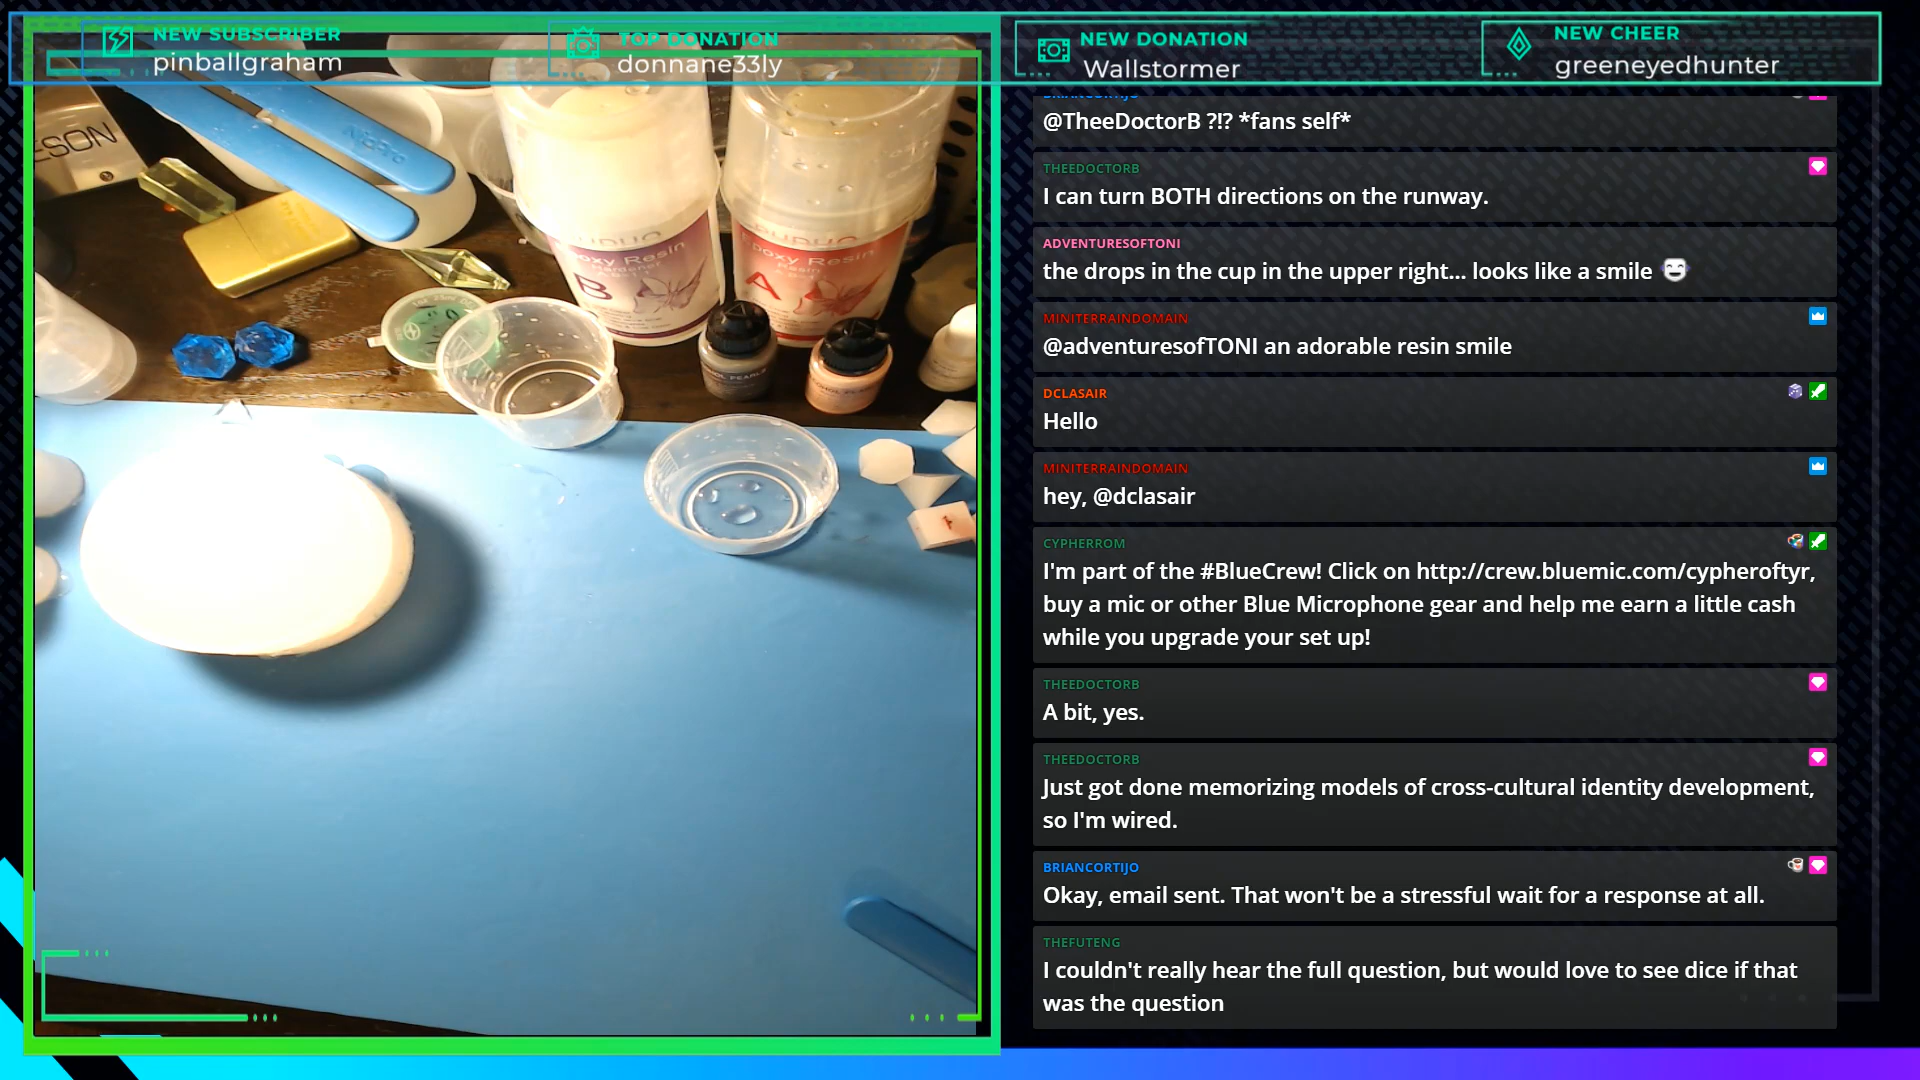 NEW SUBSCRIBER
pinballgraham
TOP DONATION
donnane33ly
NEW DONATION
Wallstormer
NEW CHEER
greeneyedhunter
BRIANCORTIJO
@TheeDoctorB ?!? *fans self*
THEEDOCTORB
I can turn BOTH directions on the runway.
ADVENTURESOFTONI
the drops in the cup in the upper right... looks like a smile
MINITERRAINDOMAIN
@adventuresofTONI an adorable resin smile
DCLASAIR
Hello
MINITERRAINDOMAIN
hey, @dclasair
CYPHERROM
I'm part of the #BlueCrew! Click on http://crew.bluemic.com/cypheroftyr,
buy a mic or other Blue Microphone gear and help me earn a little cash
while you upgrade your set up!
THEEDOCTORB
A bit, yes.
THEEDOCTORB
Just got done memorizing models of cross-cultural identity development,
so I'm wired.
BRIANCORTIJO
Okay, email sent. That won't be a stressful wait for a response at all.
THEFUTENG
I couldn't really hear the full question, but would love to see dice if that
was the question
Epoxy Resin
Hardener
B
Epoxy Resin
Resin
A